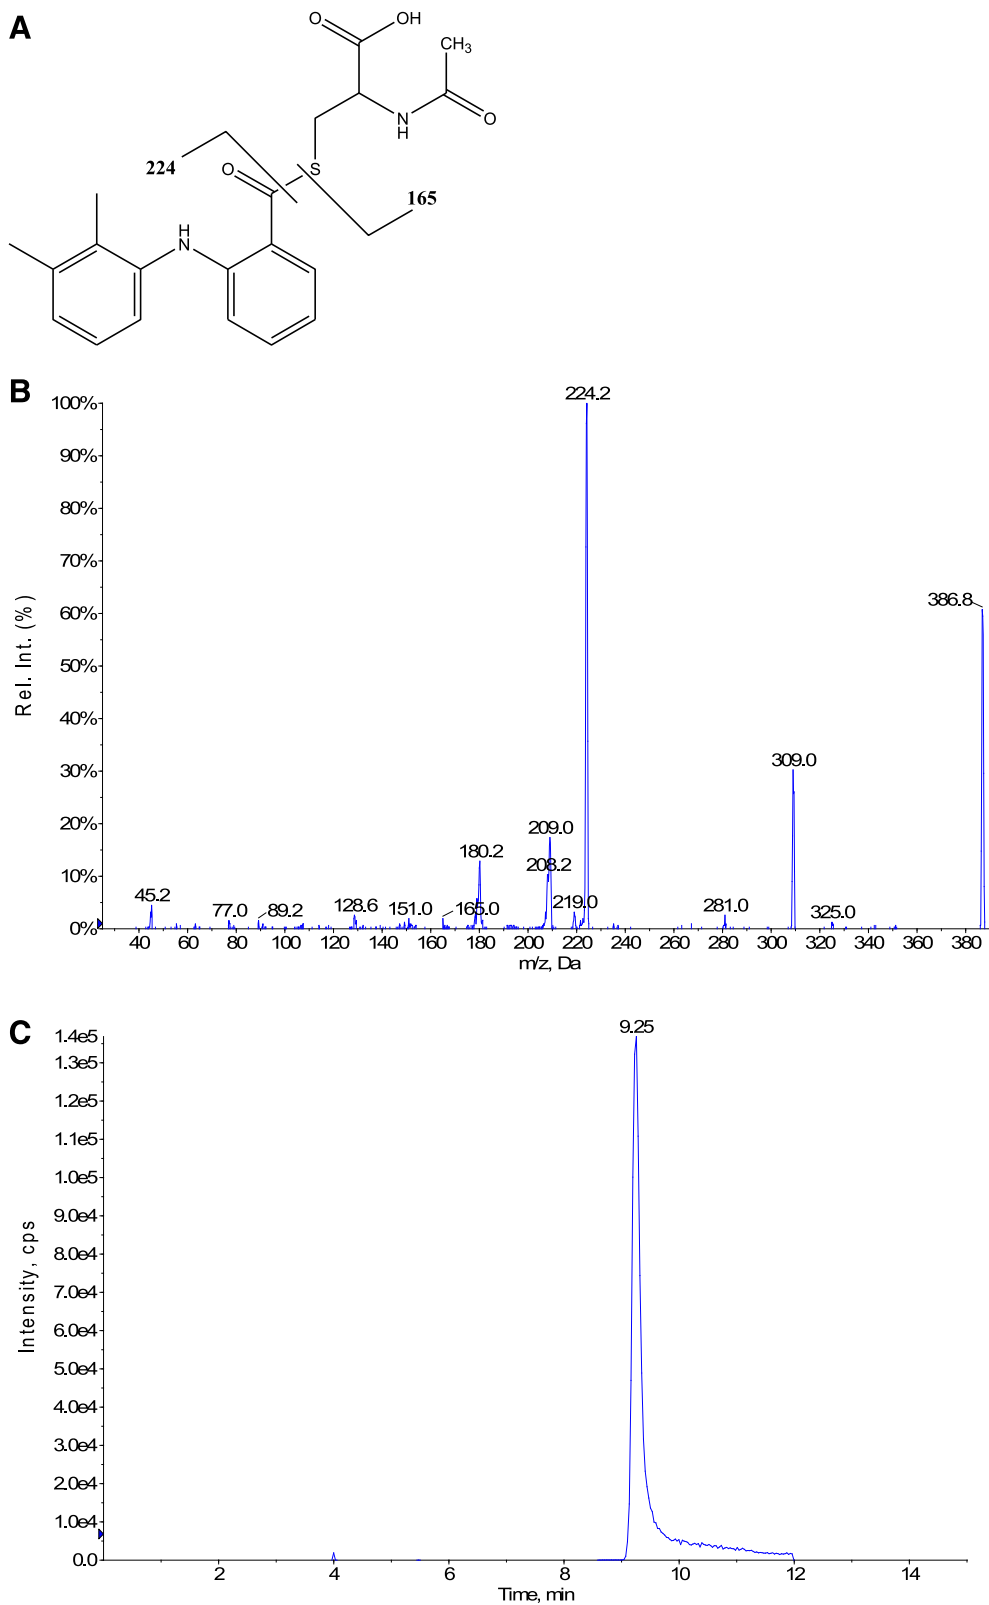 A
O
OH
CH3
N
H
O
S
O
224
165
H
N
B
224.2
100%
90%
80%
70%
60%
50%
40%
30%
20%
10%
0%
Rel. Int. (%)
386.8
309.0
209.0
180.2
208.2
45.2
77.0
89.2
128.6
151.0
165.0
219.0
281.0
325.0
40 60 80 100 120 140 160 180 200 220 240 260 280 300 320 340 360 380
m/z, Da
C
9.25
1.4e5
1.3e5
1.2e5
1.1e5
1.0e5
9.0e4
8.0e4
7.0e4
6.0e4
5.0e4
4.0e4
3.0e4
2.0e4
1.0e4
0.0
Intensity, cps
2 4 6 8 10 12 14
Time, min